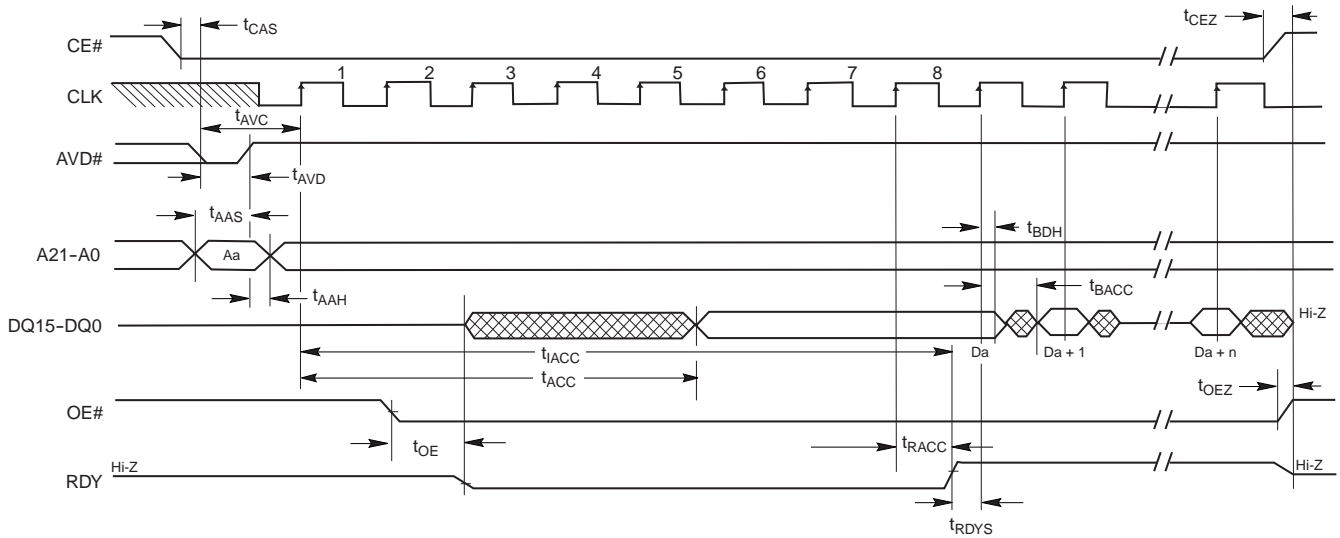 tCAS
tCEZ
CE#
1 2 3 4 5 6 7 8
CLK
tAVC
AVD#
tAVD
tAAS
tBDH
A21-A0
Aa
tAAH
tBACC
DQ15-DQ0
Hi-Z
tIACC
Da
Da + 1
Da + n
tACC
tOEZ
OE#
tOE
tRACC
Hi-Z
Hi-Z
RDY
tRDYS